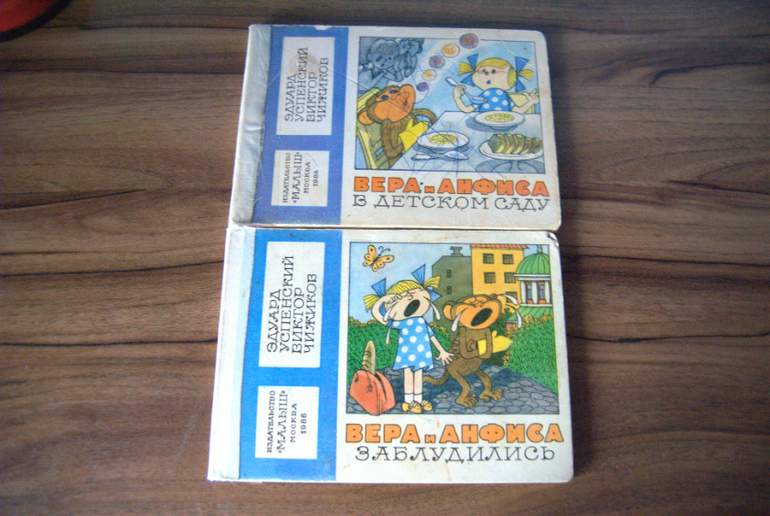 ЭДУАРД
УСПЕНСКИЙ
ВИКТОР
ЧИЖИКОВ
ИЗДАТЕЛЬСТВО
«МАЛЫШ»
МОСКВА
1986
ВЕРА и АНФИСА
В ДЕТСКОМ САДУ
ЭДУАРД
УСПЕНСКИЙ
ВИКТОР
ЧИЖИКОВ
ИЗДАТЕЛЬСТВО
«МАЛЫШ»
МОСКВА
1986
ВЕРА и АНФИСА
ЗАБЛУДИЛИСЬ